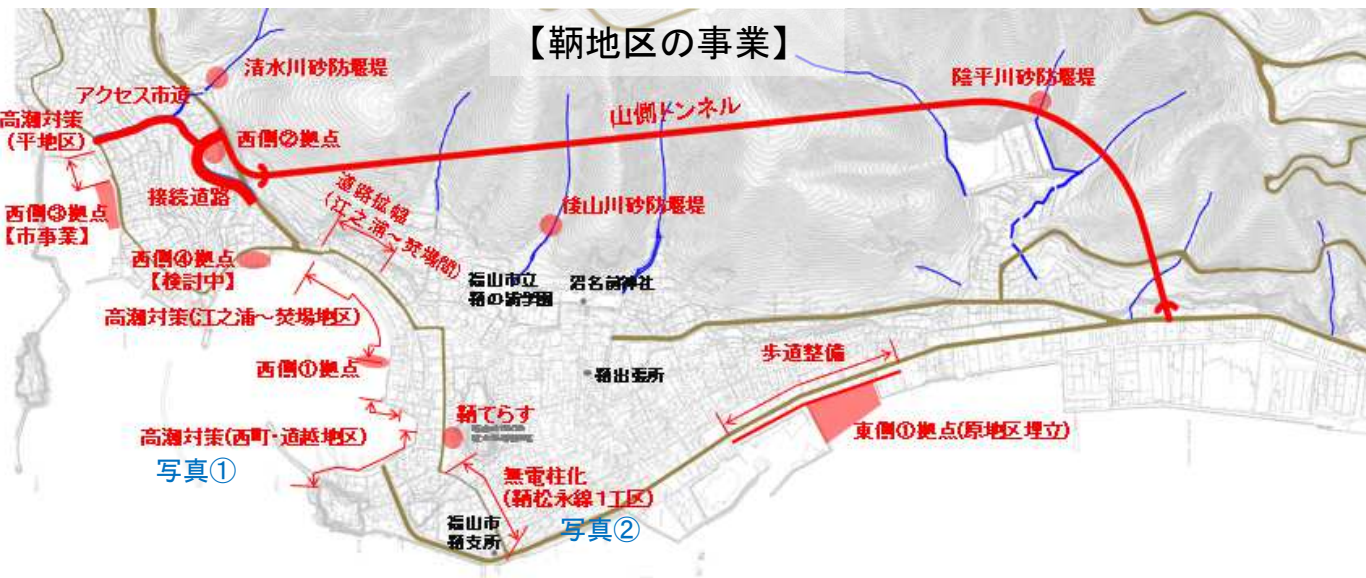 【鞆地区の事業】
清水川砂防堰堤
陰平川砂防堰堤
アクセス市道
高潮対策
(平地区)
山側トンネル
西側②拠点
道路拡幅
(江之浦～焚場間)
接続道路
西側③拠点
【市事業】
後山川砂防堰堤
西側④拠点
【検討中】
福山市立
鞆の浦学園
沼名前神社
高潮対策(江之浦～焚場地区)
歩道整備
西側①拠点
鞆出張所
鞆てらす
高潮対策(西町・道越地区)
東側①拠点(原地区埋立)
写真①
無電柱化
(鞆松永線1工区)
写真②
福山市
鞆支所